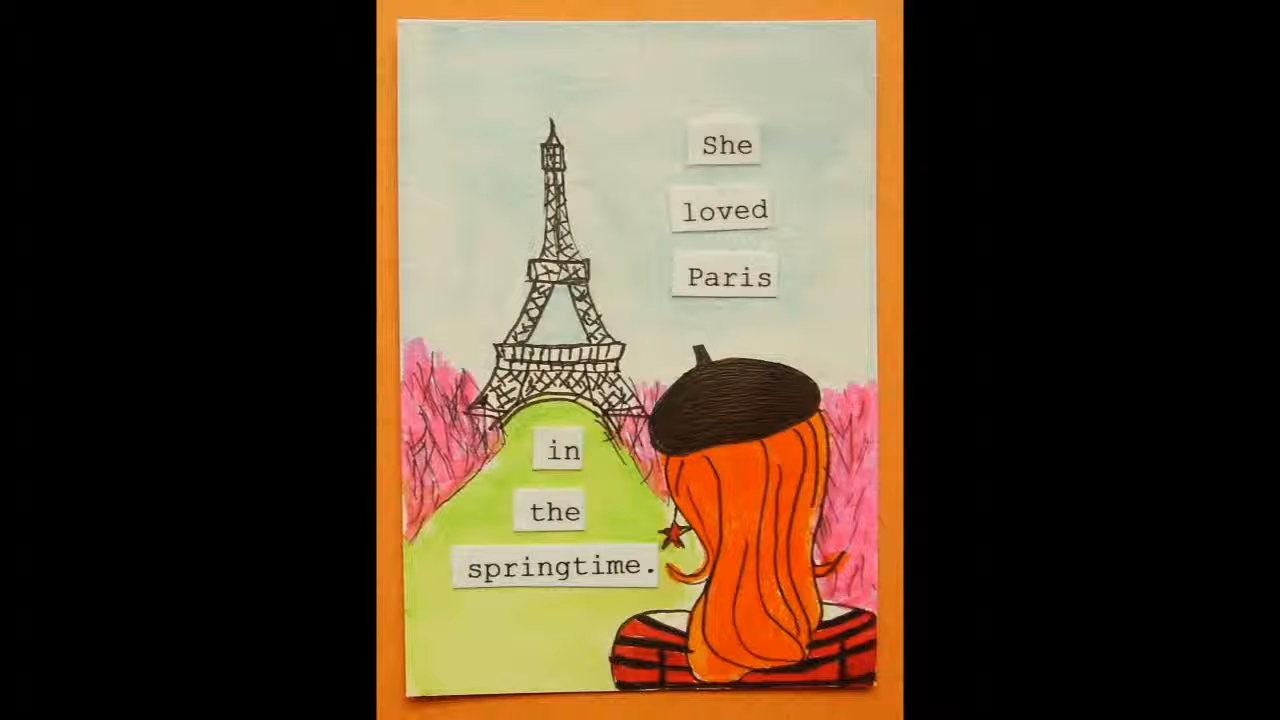 She
loved
Paris
in
the
springtime.